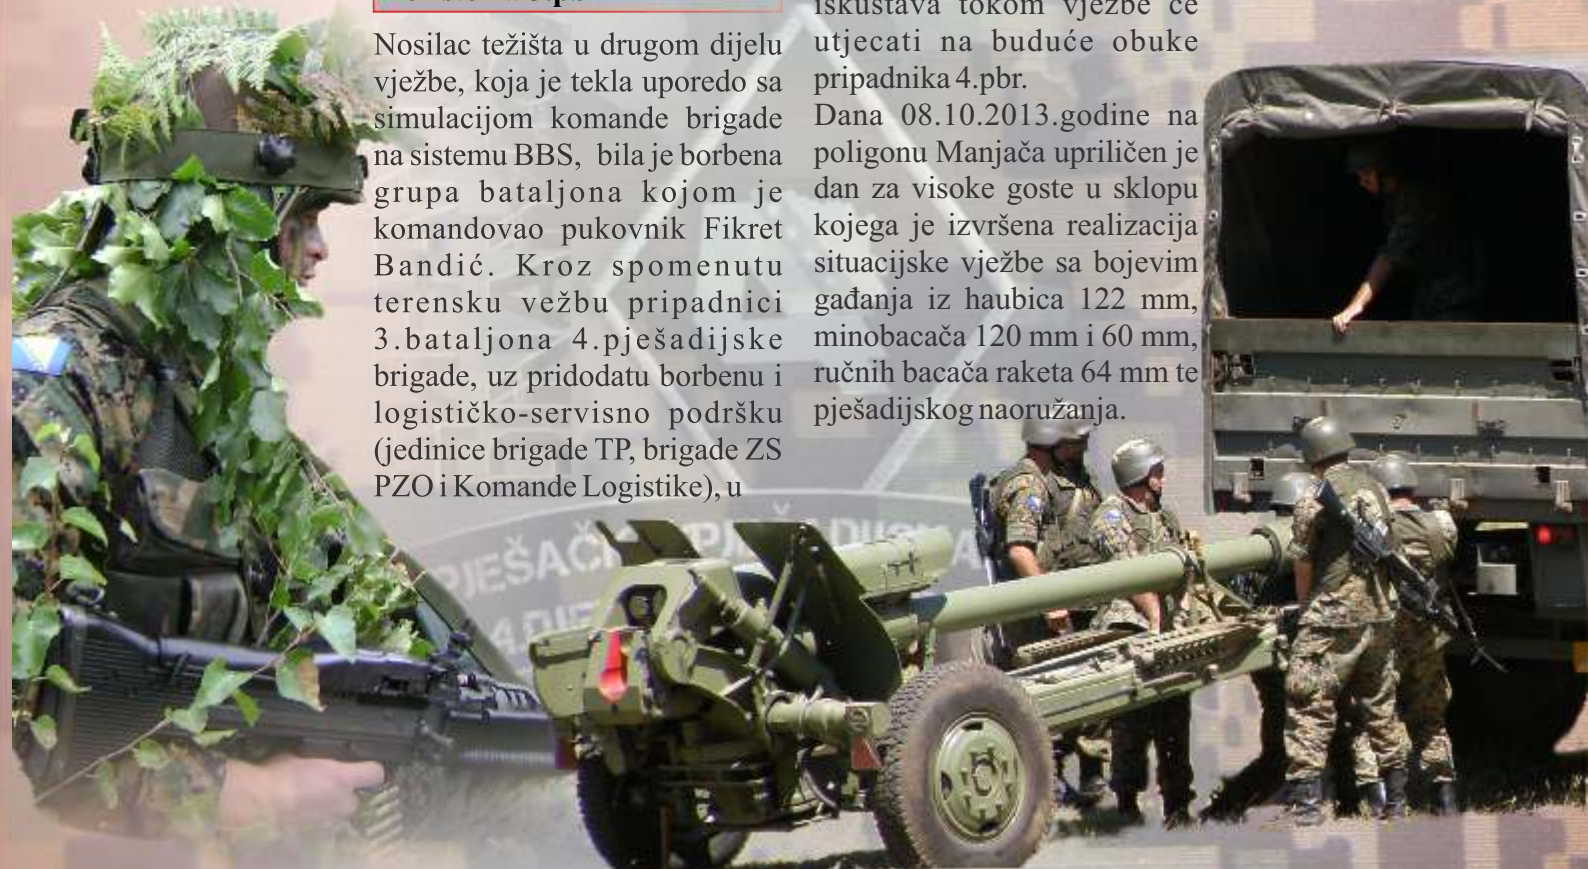 Nosilac težišta u drugom dijelu
vježbe, koja je tekla uporedo sa
simulacijom komande brigade
na sistemu BBS, bila je borbena
grupa bataljona kojom je
komandovao pukovnik Fikret
Bandić. Kroz spomenutu
terensku vežbu pripadnici
3.bataljona 4.pješadijske
brigade, uz pridodatu borbenu i
logističko-servisno podršku
(jedinice brigade TP, brigade ZS
PZO i Komande Logistike), u
iskustava tokom vježbe će
utjecati na buduće obuke
pripadnika 4.pbr.
Dana 08.10.2013.godine na
poligonu Manjača upriličen je
dan za visoke goste u sklopu
kojega je izvršena realizacija
situacijske vježbe sa bojevim
gađanja iz haubica 122 mm,
minobacača 120 mm i 60 mm,
ručnih bacača raketa 64 mm te
pješadijskog naoružanja.